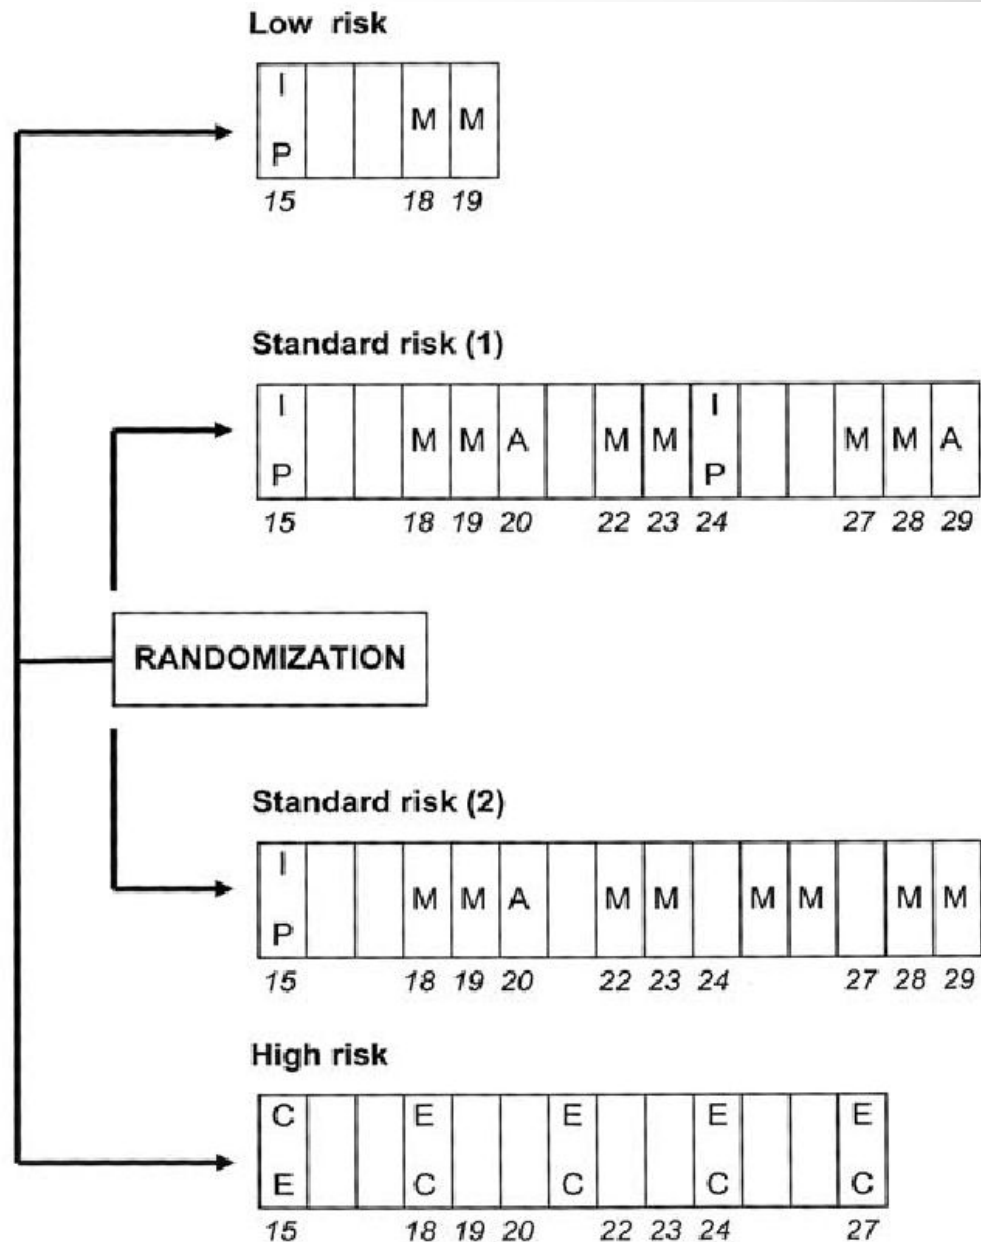 Low risk
I M M
P
15 18 19
Standard risk (1)
I I
M M A M M M M A
P P
15 18 19 20 22 23 24 27 28 29
RANDOMIZATION
Standard risk (2)
I
M M A M M M M M M
P
15 18 19 20 22 23 24 27 28 29
High risk
C E E E E
E C C C C
15 18 19 20 22 23 24 27